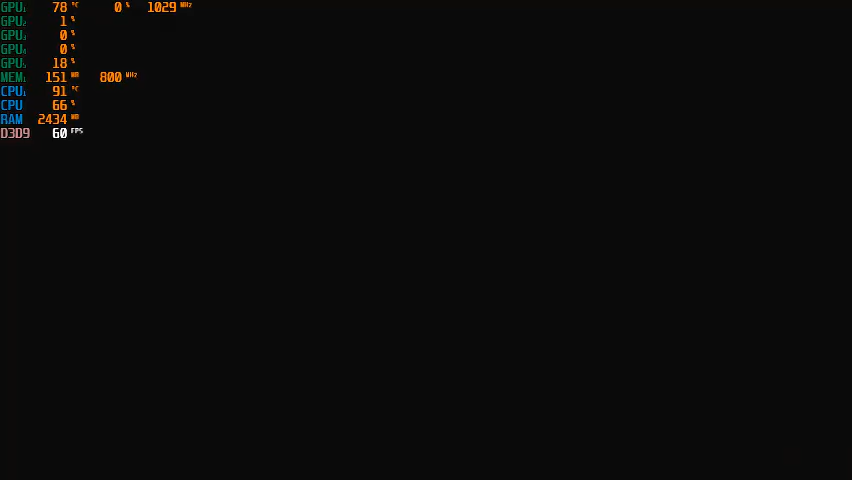 GPU₁ 78 °C 0 % 1029 MHz
GPU 1 %
GPU 0 %
GPU 0 %
GPU 18 %
MEM 151 MB 800 MHz
CPU 91 °C
CPU 66 %
RAM 2434 MB
D3D9 60 FPS